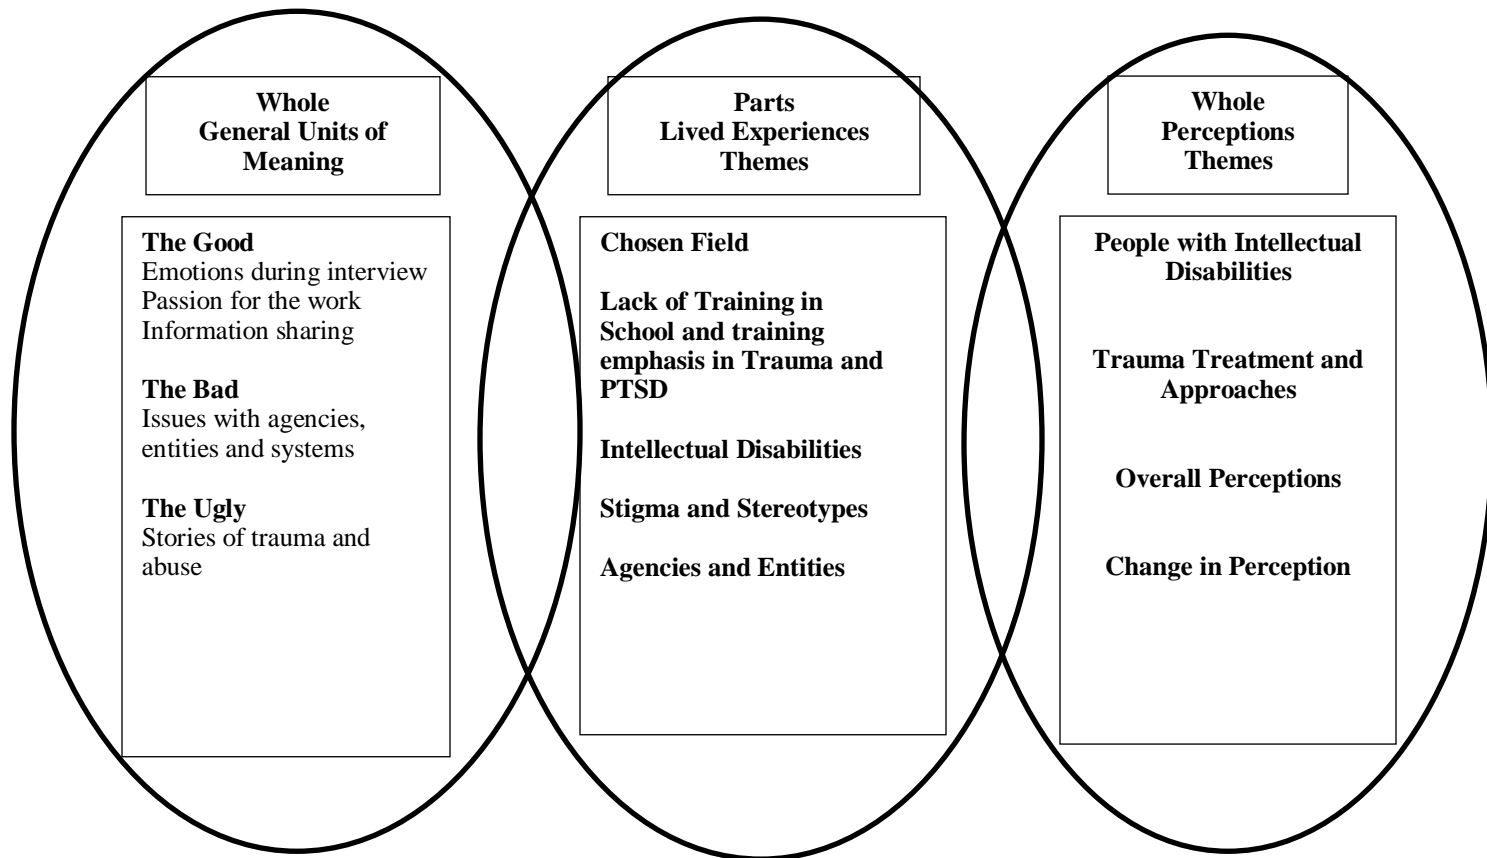 Whole
General Units of
Meaning
The Good
Emotions during interview
Passion for the work
Information sharing
The Bad
Issues with agencies,
entities and systems
The Ugly
Stories of trauma and
abuse
Parts
Lived Experiences
Themes
Chosen Field
Lack of Training in
School and training
emphasis in Trauma and
PTSD
Intellectual Disabilities
Stigma and Stereotypes
Agencies and Entities
Whole
Perceptions
Themes
People with Intellectual
Disabilities
Trauma Treatment and
Approaches
Overall Perceptions
Change in Perception